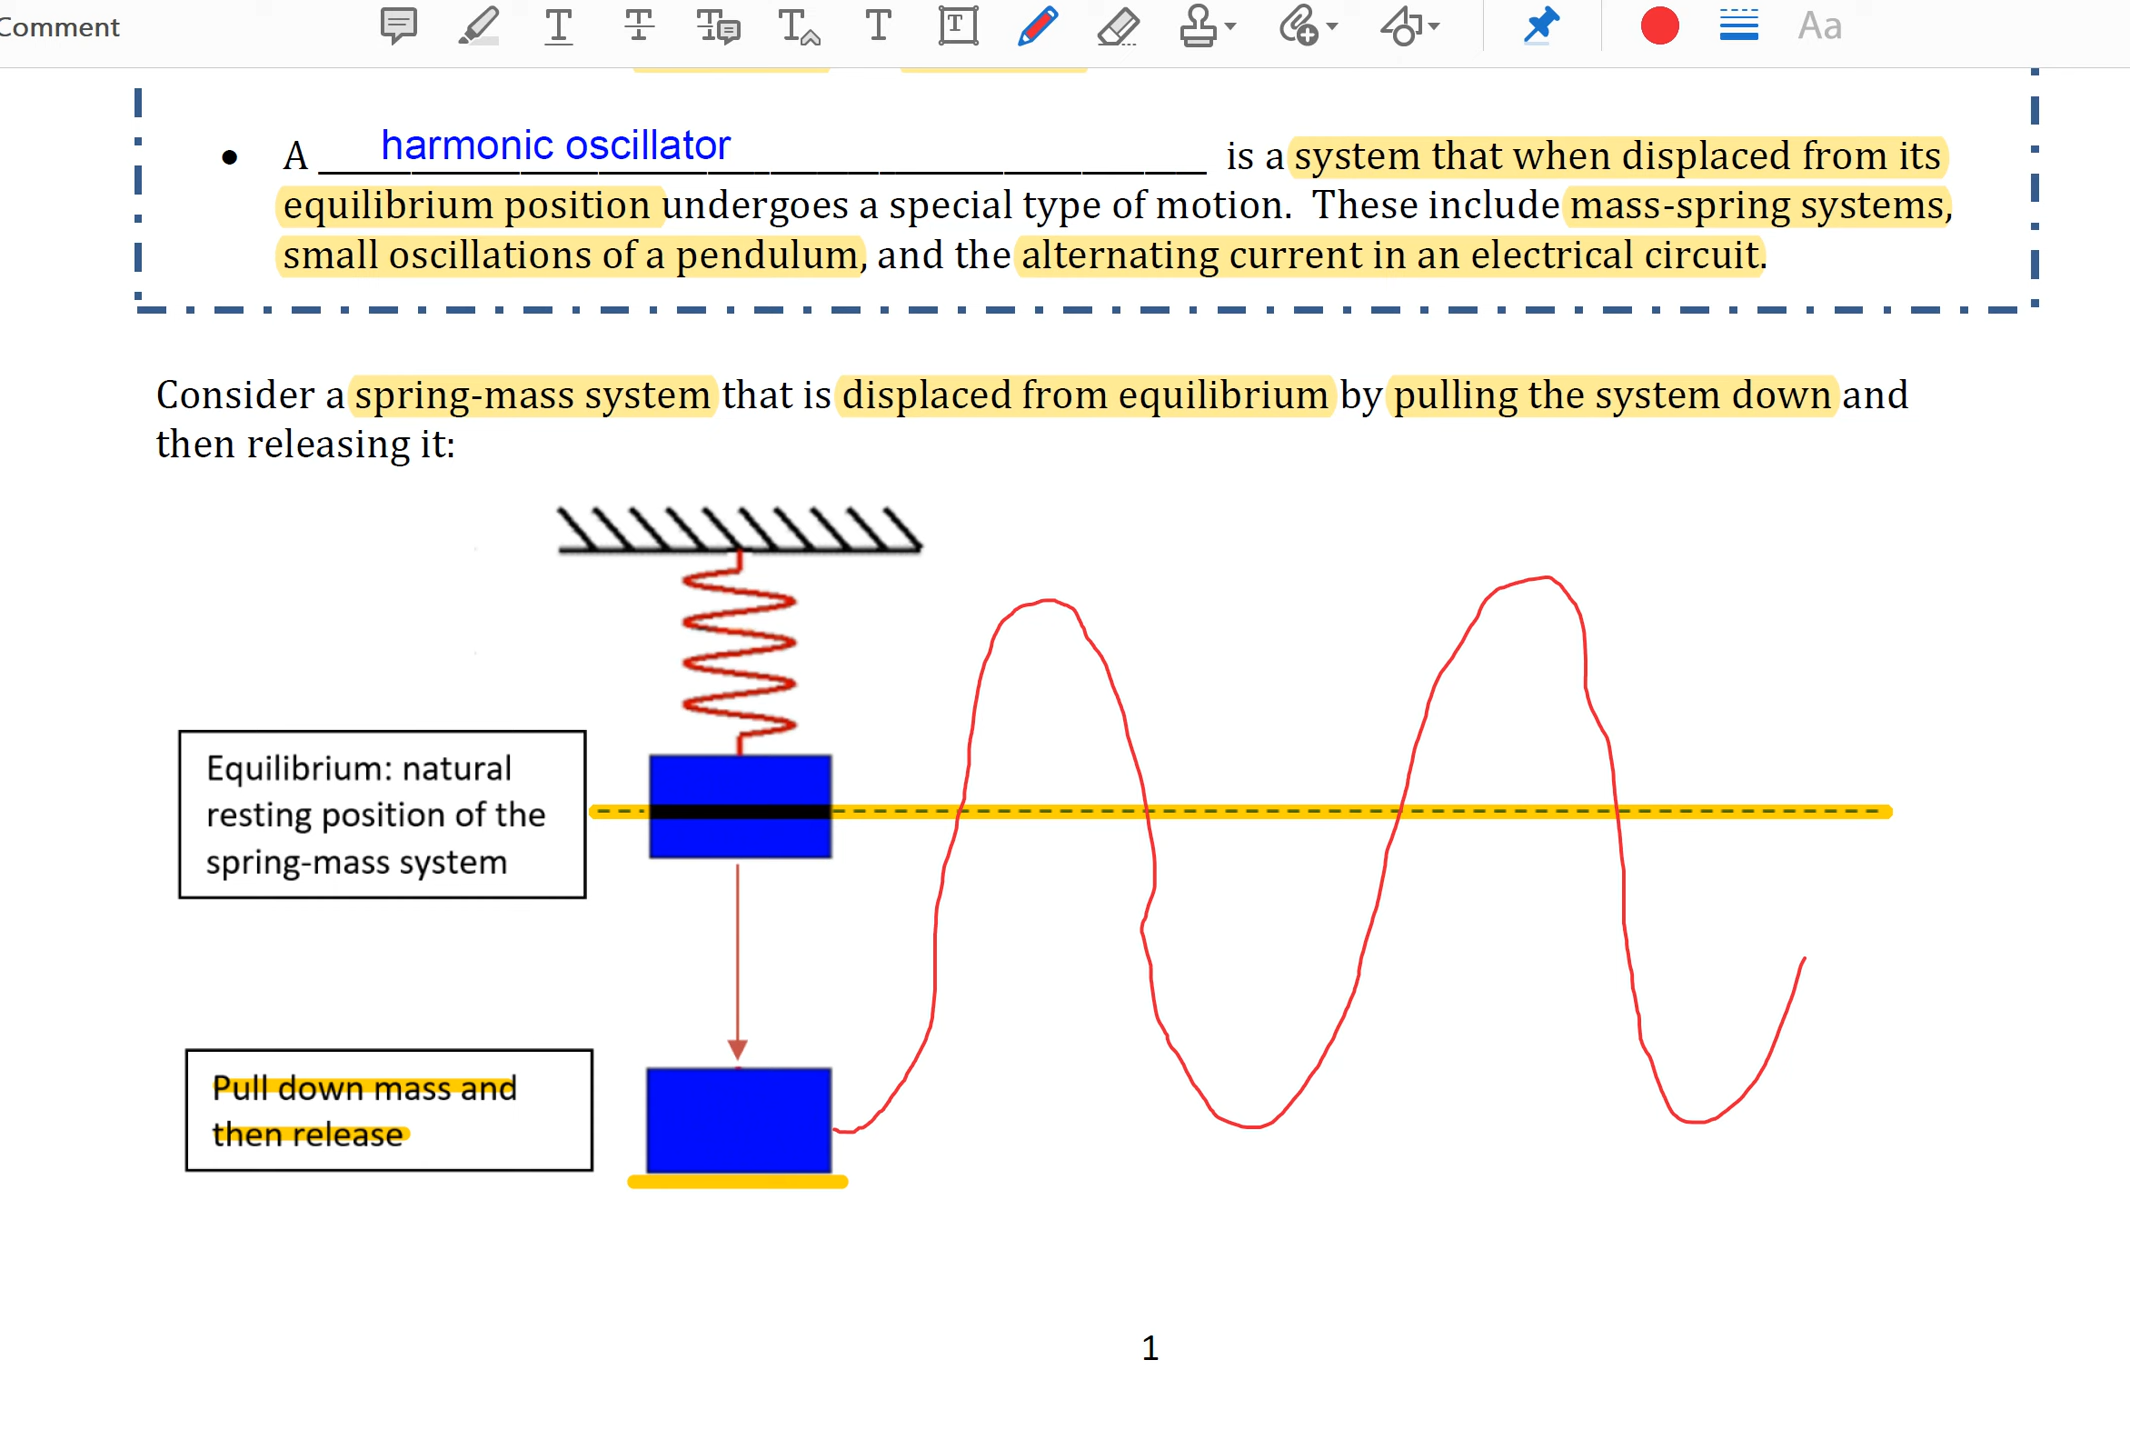 Comment
Aa
• A harmonic oscillator is a system that when displaced from its
equilibrium position undergoes a special type of motion. These include mass-spring systems,
small oscillations of a pendulum, and the alternating current in an electrical circuit.
Consider a spring-mass system that is displaced from equilibrium by pulling the system down and
then releasing it:
Equilibrium: natural
resting position of the
spring-mass system
Pull down mass and
then release
1